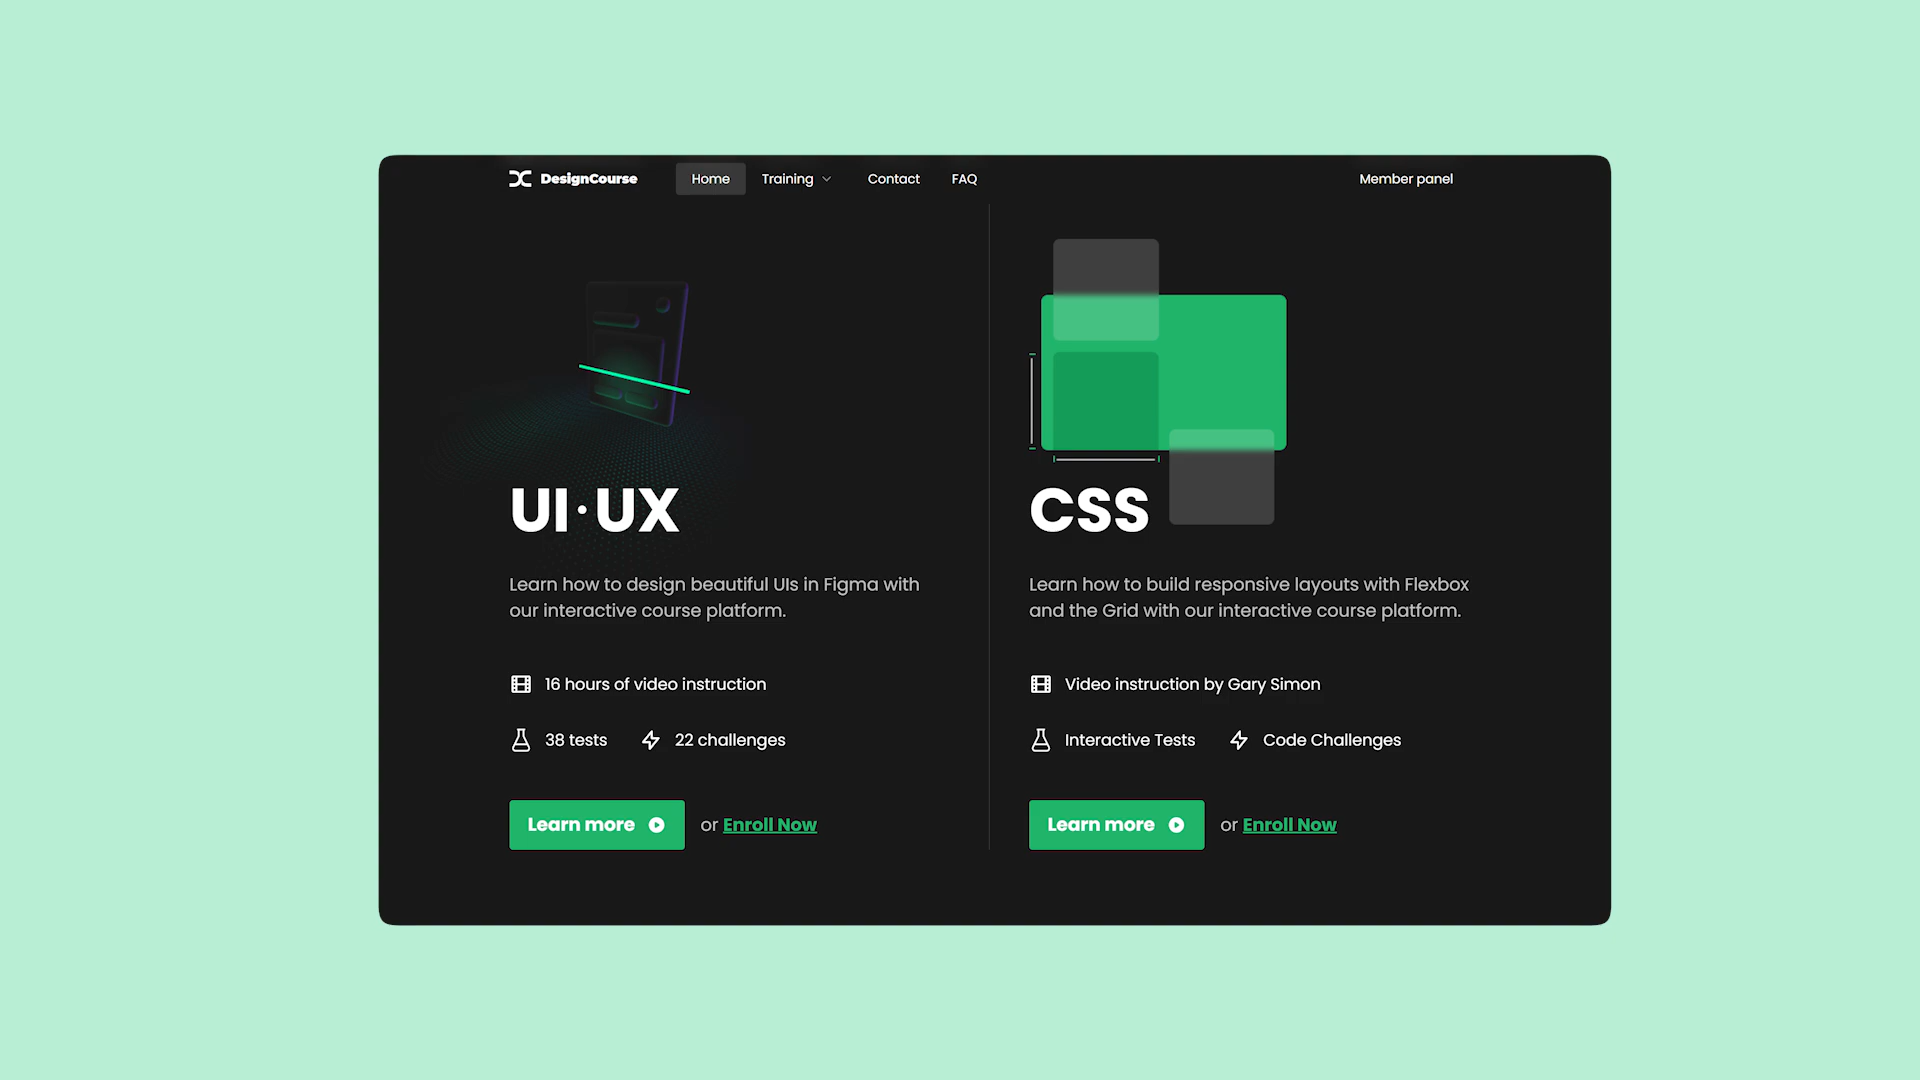 DesignCourse Home Training Contact FAQ Member panel
UI·UX
Learn how to design beautiful UIs in Figma with
our interactive course platform.
16 hours of video instruction
38 tests 22 challenges
Learn more or Enroll Now
CSS
Learn how to build responsive layouts with Flexbox
and the Grid with our interactive course platform.
Video instruction by Gary Simon
Interactive Tests Code Challenges
Learn more or Enroll Now